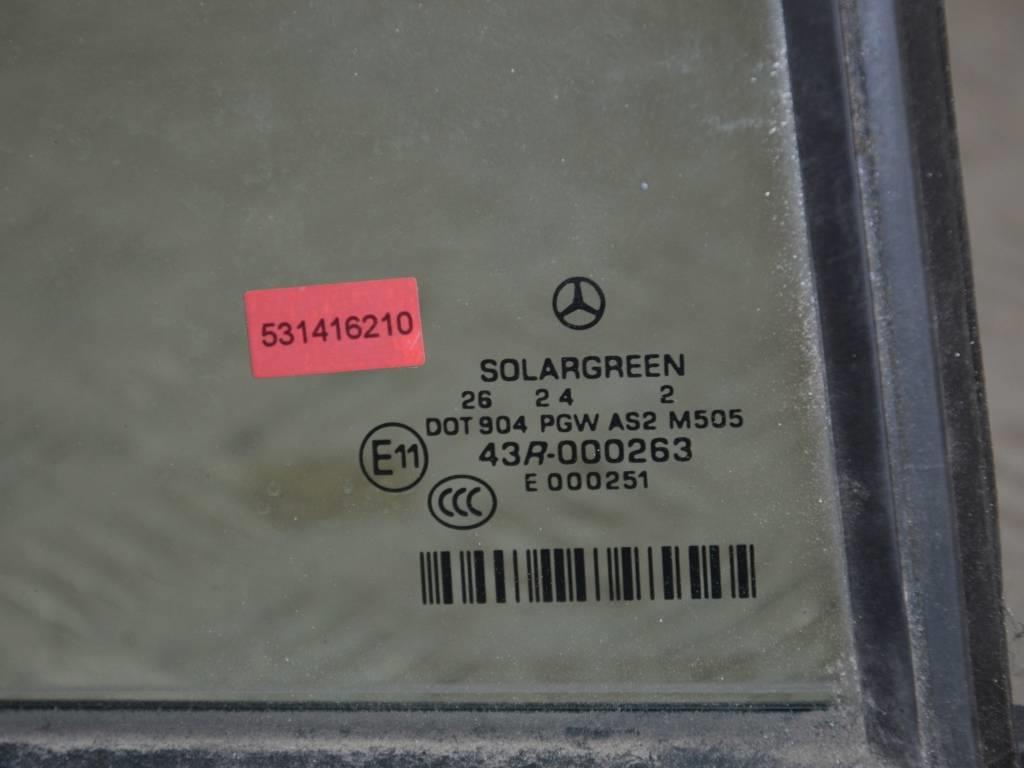 531416210
SOLARGREEN
26 2 4 2
DOT 904 PGW AS2 M505
E11 43R-000263
CCC E 000251